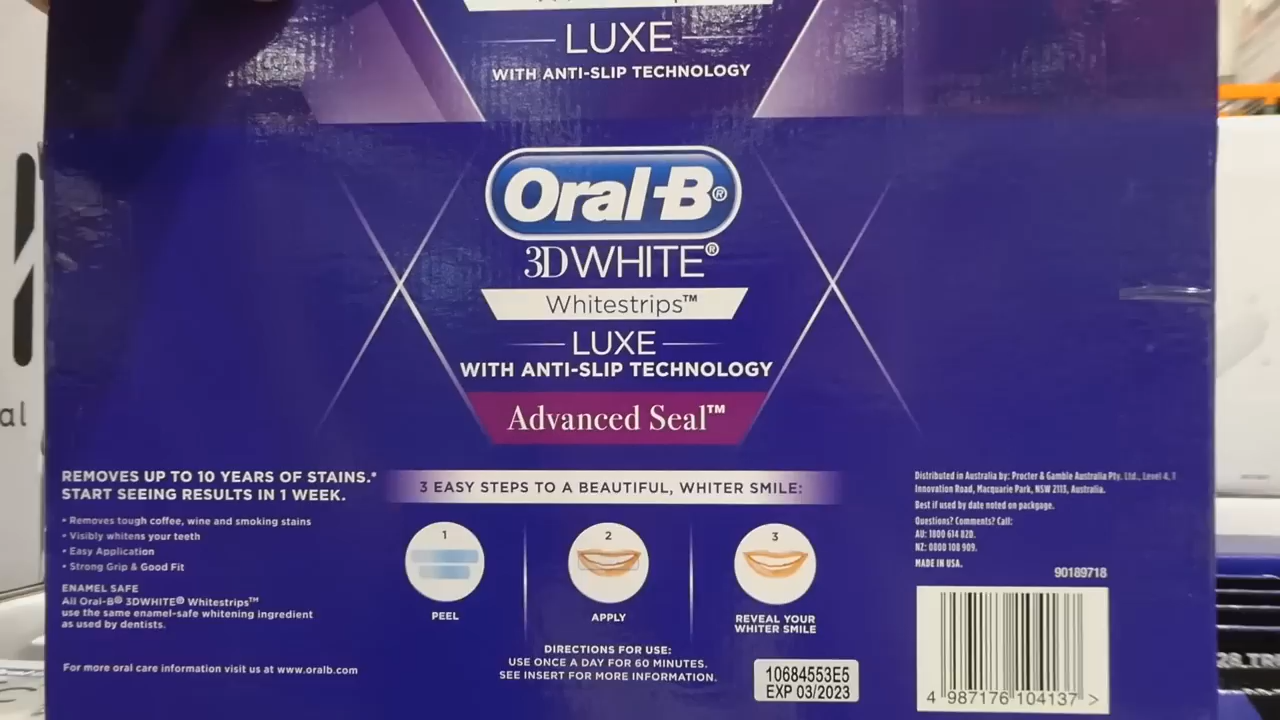 LUXE
WITH ANTI-SLIP TECHNOLOGY
Oral-B®
3D WHITE®
Whitestrips™
LUXE
WITH ANTI-SLIP TECHNOLOGY
Advanced Seal™
REMOVES UP TO 10 YEARS OF STAINS.*
START SEEING RESULTS IN 1 WEEK.
• Removes tough coffee, wine and smoking stains
• Visibly whitens your teeth
• Easy Application
• Strong Grip & Good Fit
ENAMEL SAFE
All Oral-B® 3DWHITE® Whitestrips™
use the same enamel-safe whitening ingredient
as used by dentists.
For more oral care information visit us at www.oralb.com
3 EASY STEPS TO A BEAUTIFUL, WHITER SMILE:
1
PEEL
2
APPLY
3
REVEAL YOUR
WHITER SMILE
DIRECTIONS FOR USE:
USE ONCE A DAY FOR 60 MINUTES.
SEE INSERT FOR MORE INFORMATION.
10684553E5
EXP 03/2023
Distributed in Australia by: Procter & Gamble Australia Pty. Ltd., Level 4, 1
Innovation Road, Macquarie Park, NSW 2113, Australia.
Best if used by date noted on packgage.
Questions? Comments? Call:
AU: 1800 614 820.
NZ: 0800 108 909.
MADE IN USA.
90189718
4 987176 104137 >
al